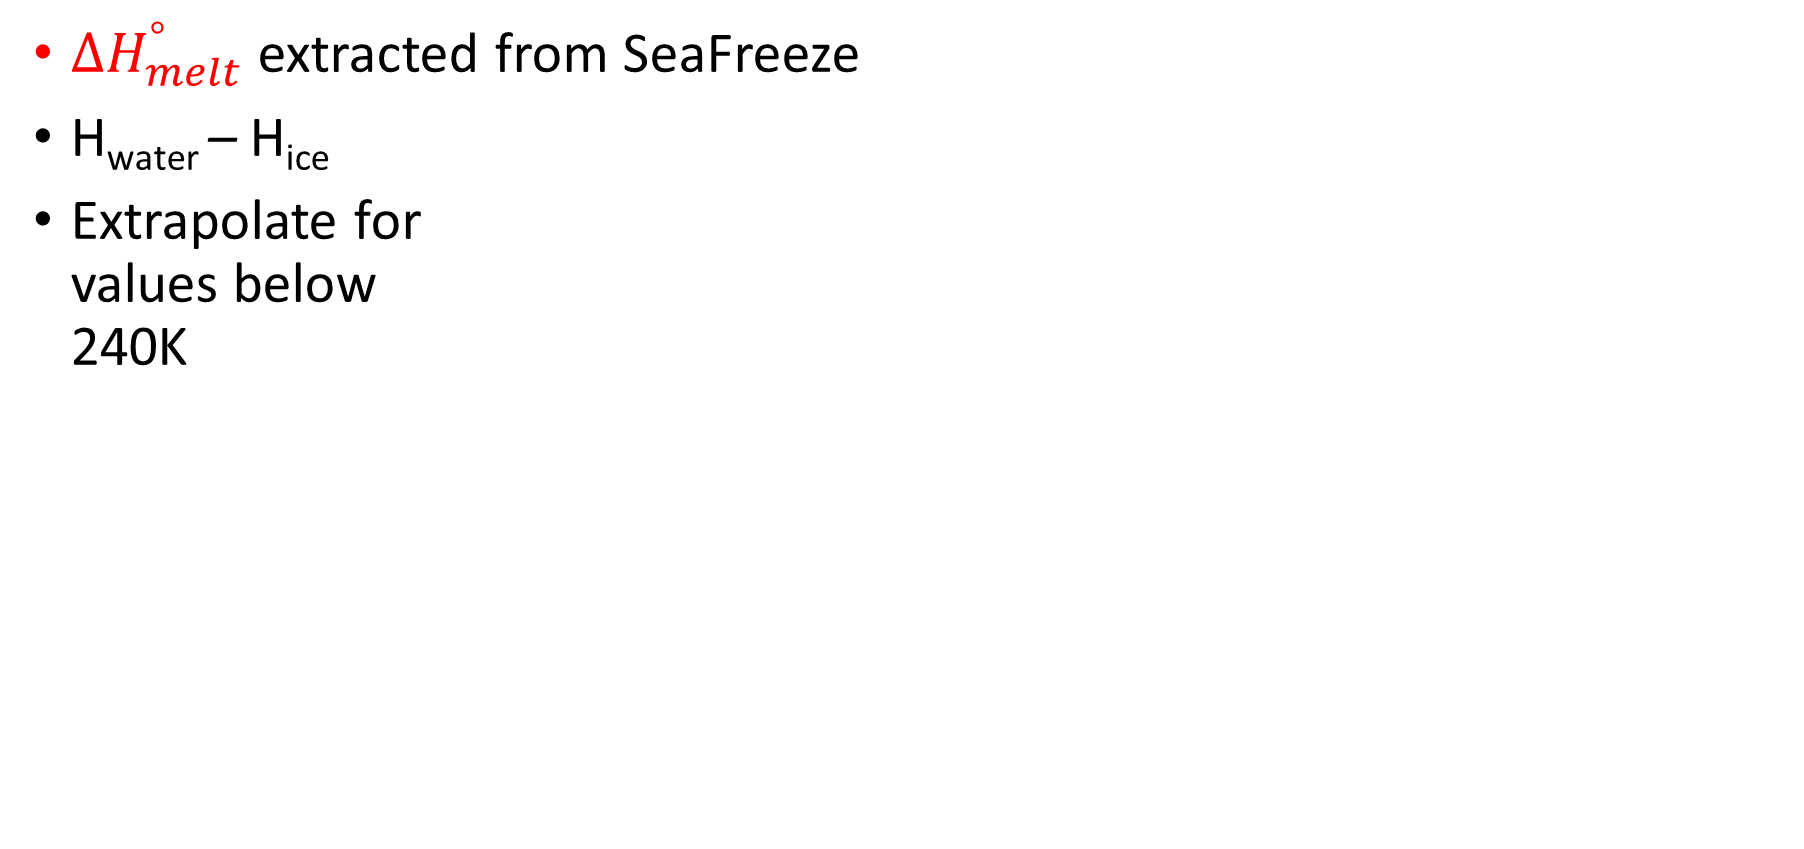 • ΔH°melt extracted from SeaFreeze
• Hwater – Hice
• Extrapolate for
values below
240K